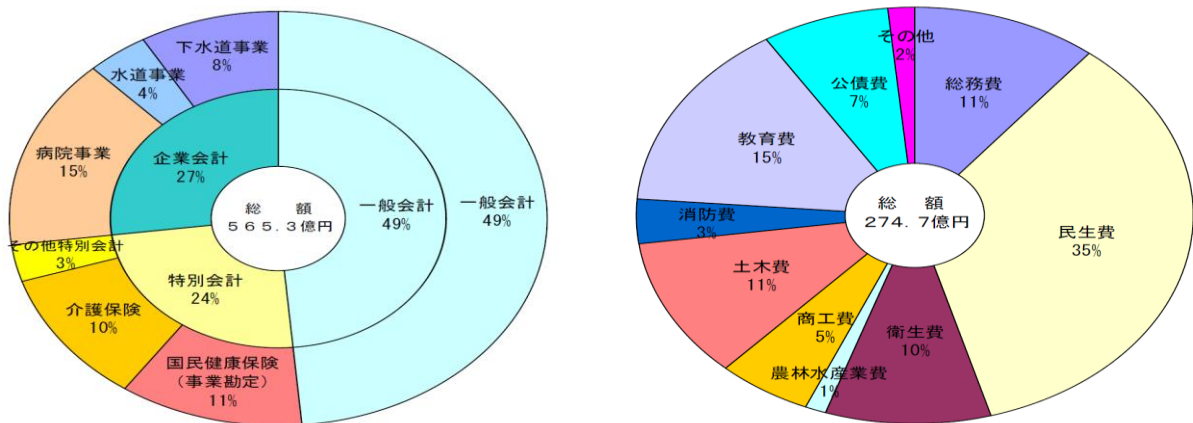 下水道事業
8%
水道事業
4%
病院事業
15%
企業会計
27%
総 額
565.3億円
一般会計
49%
一般会計
49%
その他特別会計
3%
特別会計
24%
介護保険
10%
国民健康保険
(事業勘定)
11%
その他
2%
公債費
7%
総務費
11%
教育費
15%
総 額
274.7億円
消防費
3%
民生費
35%
土木費
11%
商工費
5%
衛生費
10%
農林水産業費
1%